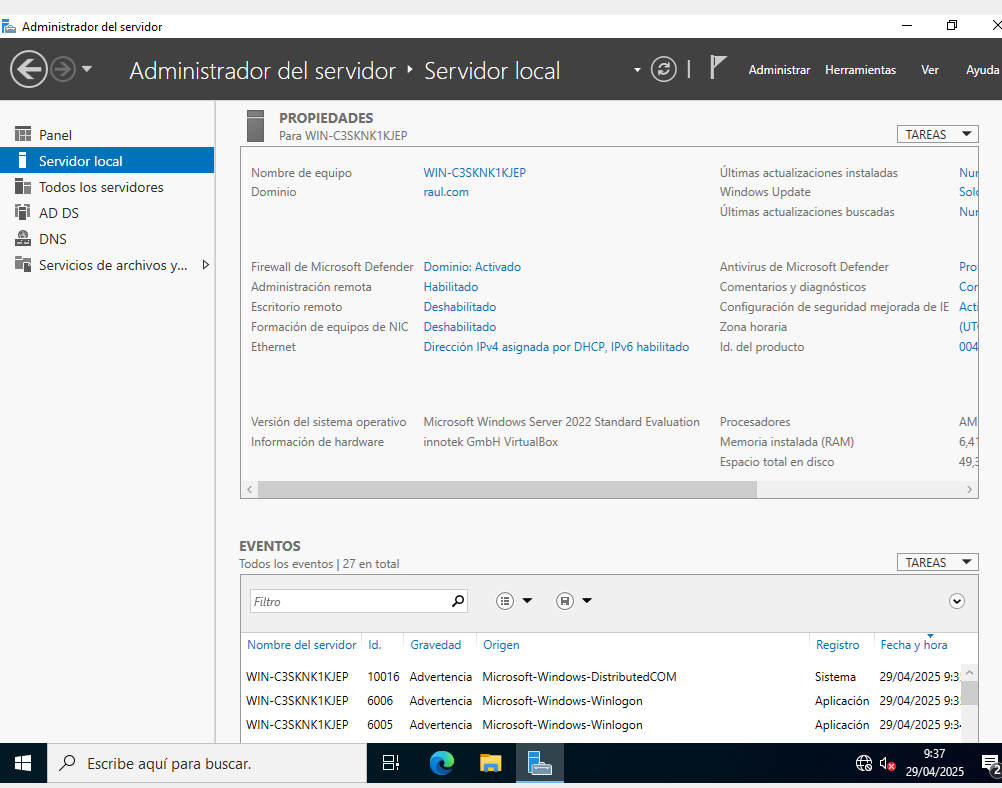 Administrador del servidor
Administrador del servidor Servidor local
Administrar Herramientas Ver Ayuda
Panel
Servidor local
Todos los servidores
AD DS
DNS
Servicios de archivos y...
PROPIEDADES
Para WIN-C3SKNK1KJEP
TAREAS
Nombre de equipo WIN-C3SKNK1KJEP Últimas actualizaciones instaladas Nun
Dominio raul.com Windows Update Solo
Últimas actualizaciones buscadas Nun
Firewall de Microsoft Defender Dominio: Activado Antivirus de Microsoft Defender Pro
Administración remota Habilitado Comentarios y diagnósticos Con
Escritorio remoto Deshabilitado Configuración de seguridad mejorada de IE Acti
Formación de equipos de NIC Deshabilitado Zona horaria (UTC
Ethernet Dirección IPv4 asignada por DHCP, IPv6 habilitado Id. del producto 004
Versión del sistema operativo Microsoft Windows Server 2022 Standard Evaluation Procesadores AM
Información de hardware innotek GmbH VirtualBox Memoria instalada (RAM) 6,41
Espacio total en disco 49,3
EVENTOS
Todos los eventos | 27 en total
TAREAS
Filtro
Nombre del servidor Id. Gravedad Origen Registro Fecha y hora
WIN-C3SKNK1KJEP 10016 Advertencia Microsoft-Windows-DistributedCOM Sistema 29/04/2025 9:3
WIN-C3SKNK1KJEP 6006 Advertencia Microsoft-Windows-Winlogon Aplicación 29/04/2025 9:3
WIN-C3SKNK1KJEP 6005 Advertencia Microsoft-Windows-Winlogon Aplicación 29/04/2025 9:3
Escribe aquí para buscar.
9:37
29/04/2025
2